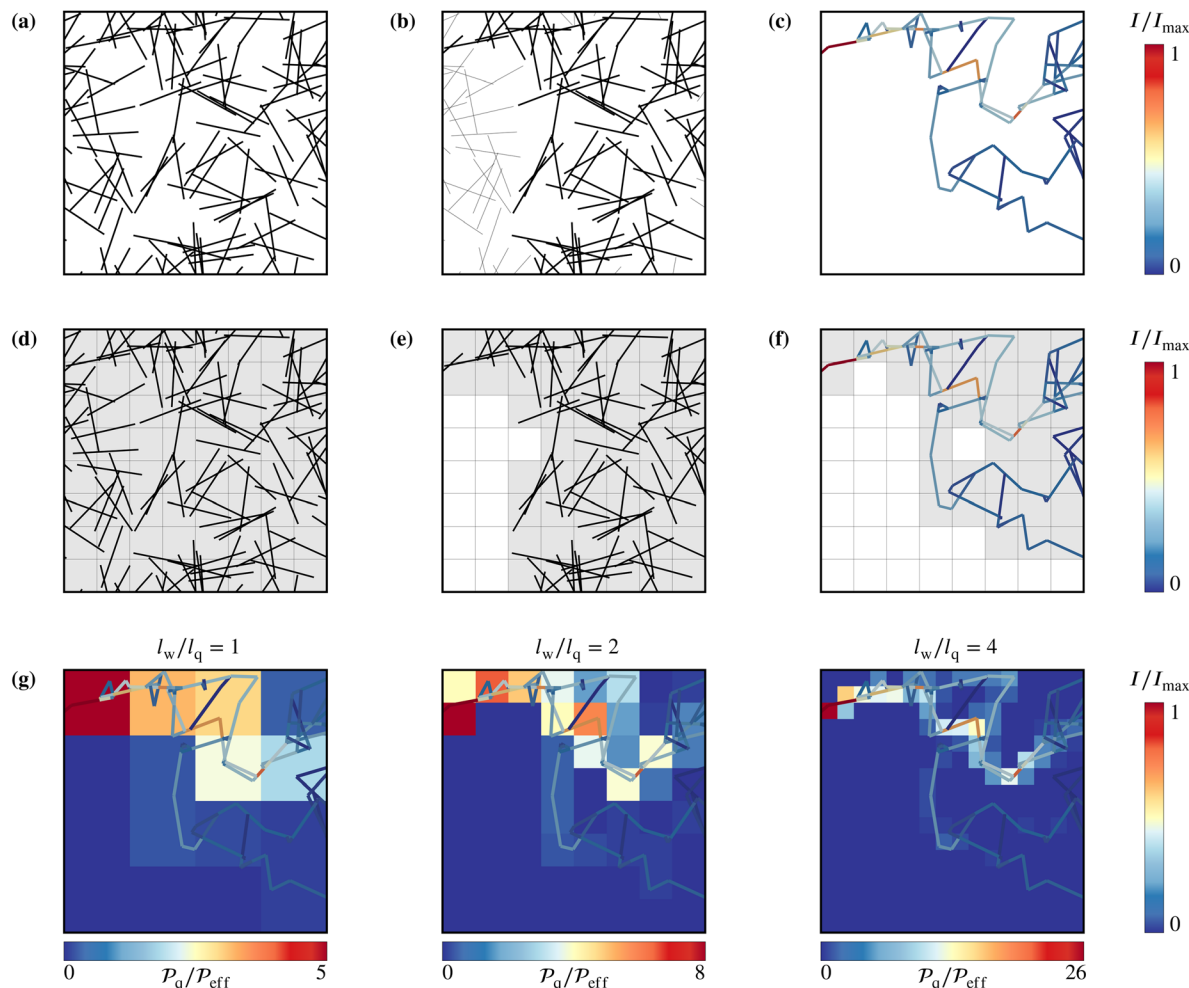 (a)
(b)
(c)
I/I_max
1
0
(d)
(e)
(f)
I/I_max
1
0
l_w/l_q = 1
l_w/l_q = 2
l_w/l_q = 4
(g)
I/I_max
1
0
0
5
P_q/P_eff
0
8
P_q/P_eff
0
26
P_q/P_eff